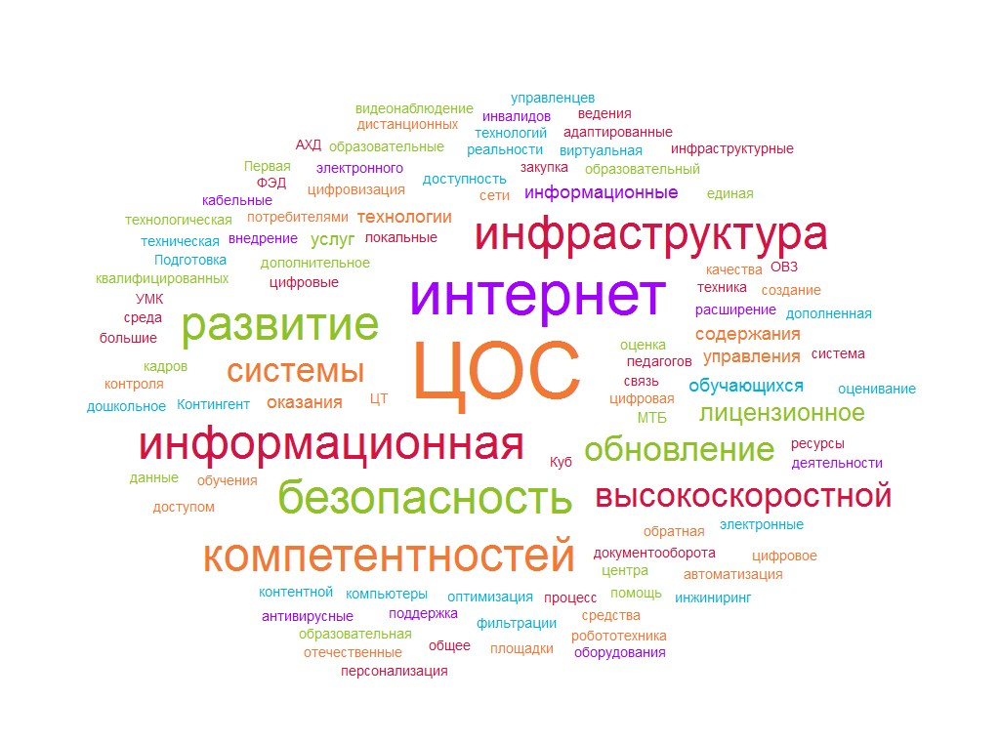 управленцев
видеонаблюдение
инвалидов
ведения
дистанционных
технологий
адаптированные
АХД
образовательные
реальности
виртуальная
инфраструктурные
Первая
электронного
закупка
образовательный
ФЭД
цифровизация
доступность
кабельные
сети
информационные
единая
технологическая
потребителями
технологии
техническая
внедрение
услуг
локальные
инфраструктура
Подготовка
дополнительное
качества
ОВЗ
квалифицированных
цифровые
интернет
техника
создание
УМК
среда
развитие
расширение
дополненная
большие
содержания
оценка
педагогов
управления
система
кадров
системы
ЦОС
контроля
связь
обучающихся
оценивание
дошкольное
Контингент
оказания
ЦТ
цифровая
МТБ
лицензионное
информационная
Куб
обновление
ресурсы
деятельности
данные
обучения
доступом
безопасность
высокоскоростной
обратная
электронные
компетентностей
документооборота
цифровое
центра
автоматизация
контентной
компьютеры
оптимизация
процесс
помощь
инжиниринг
антивирусные
поддержка
фильтрации
средства
образовательная
робототехника
отечественные
общее
площадки
оборудования
персонализация